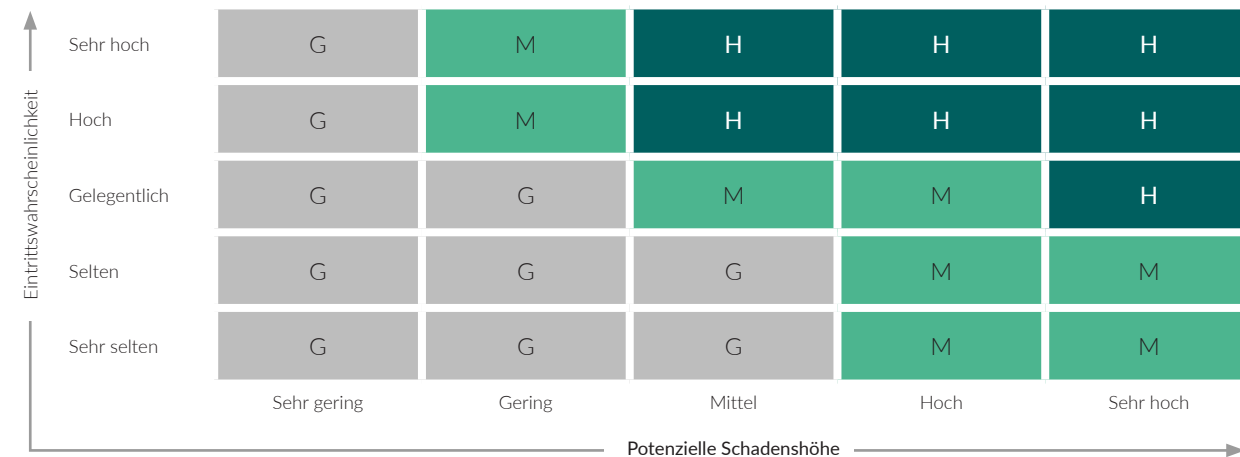 Eintrittswahrscheinlichkeit
Sehr hoch G M H H H
Hoch G M H H H
Gelegentlich G G M M H
Selten G G G M M
Sehr selten G G G M M
Sehr gering Gering Mittel Hoch Sehr hoch
Potenzielle Schadenshöhe